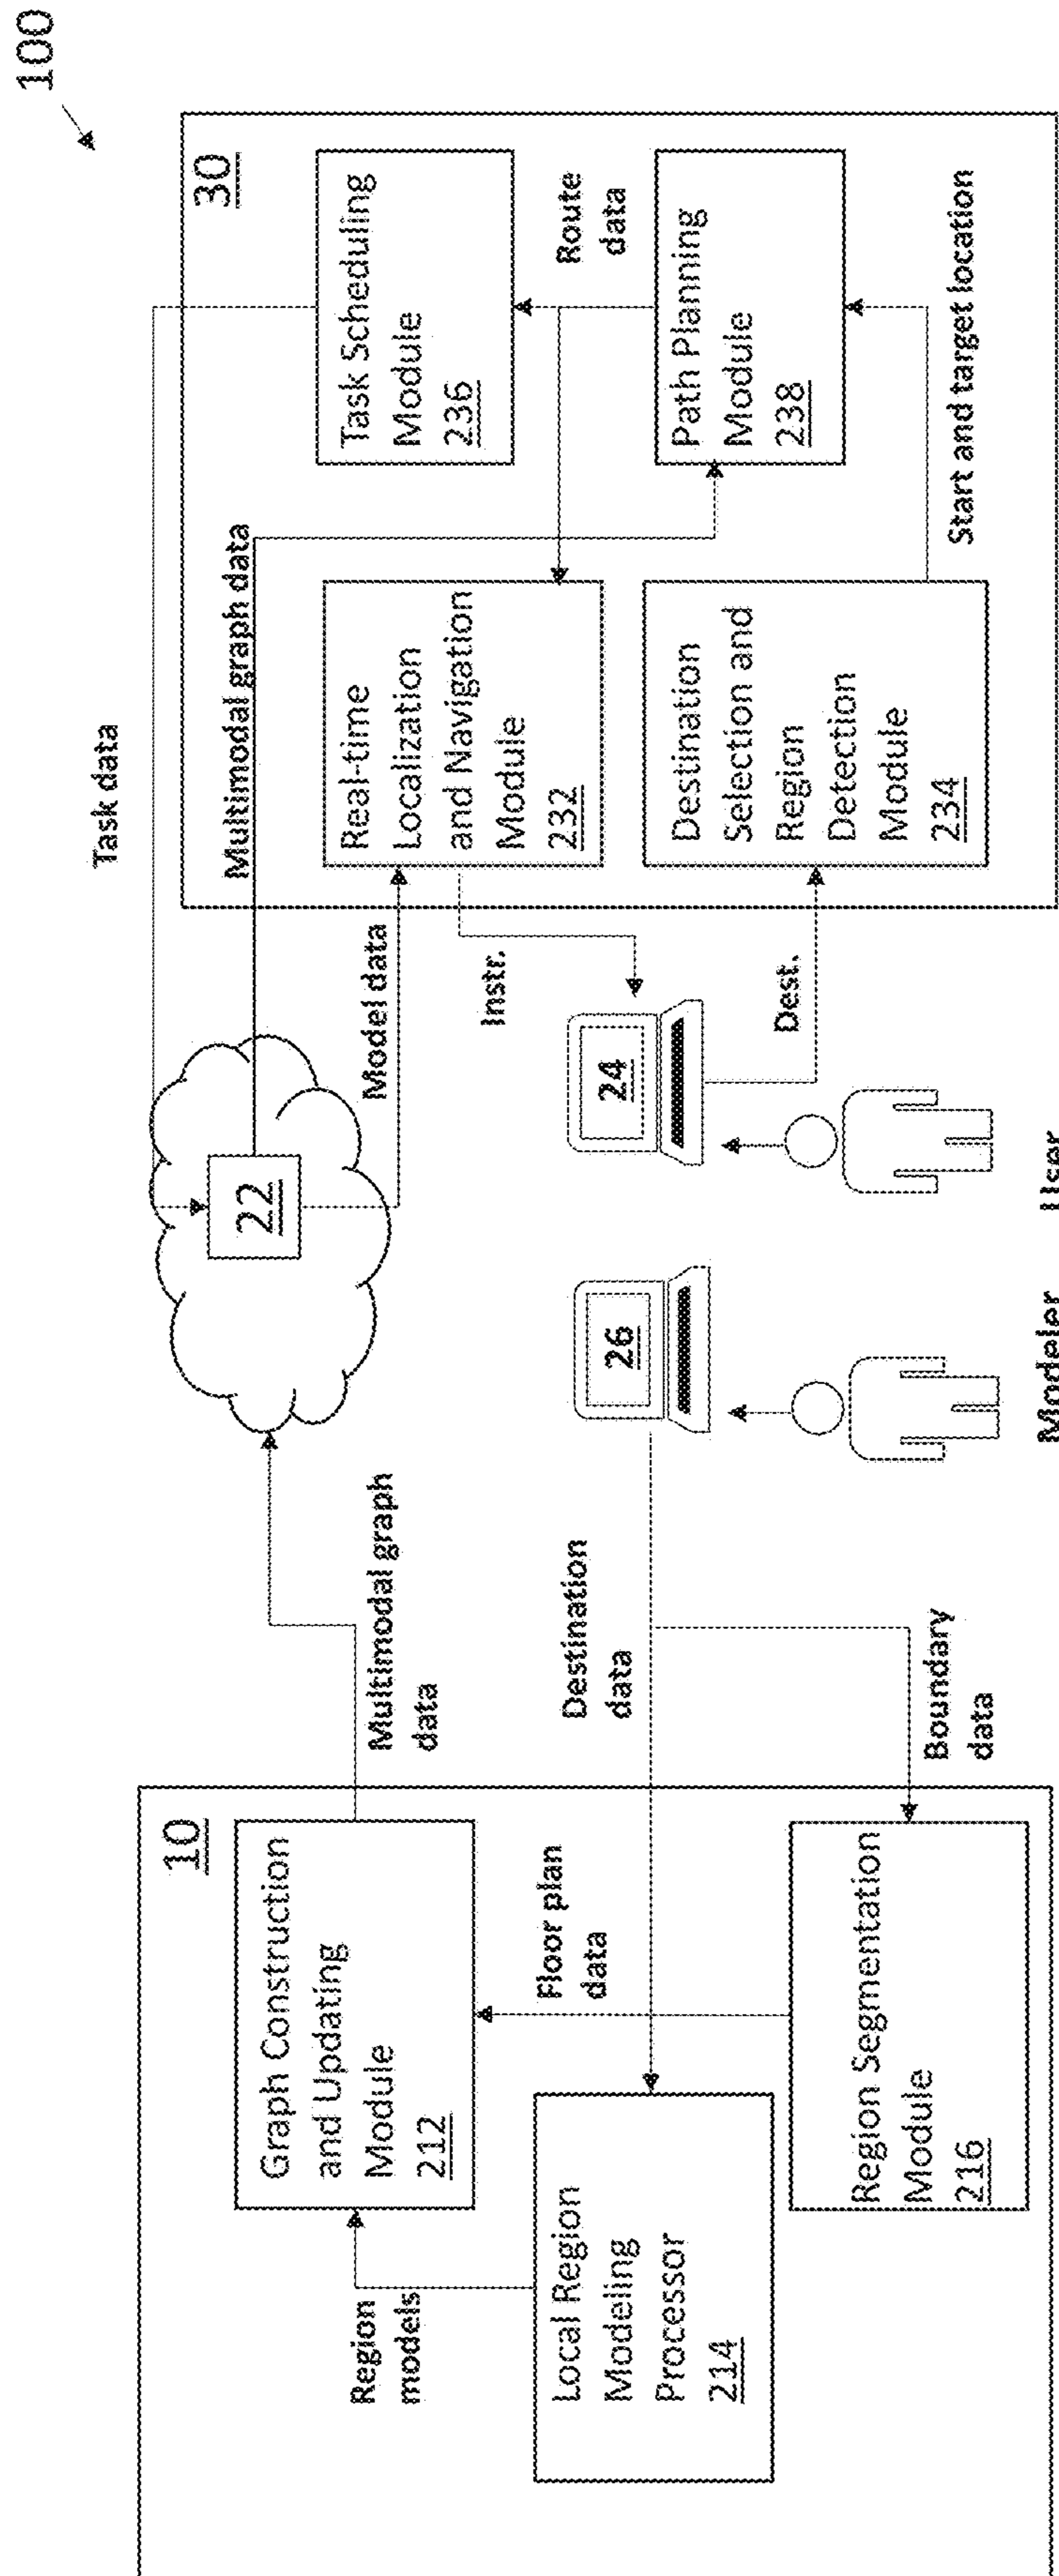 100
10
Graph Construction
and Updating
Module
212
Region
models
Local Region
Modeling
Processor
214
Floor plan
data
Region Segmentation
Module
216
Multimodal graph
data
Destination
data
Boundary
data
22
26
Modeler
24
User
Task data
Multimodal graph data
Model data
Instr.
Dest.
30
Real-time
Localization
and Navigation
Module
232
Destination
Selection and
Region
Detection
Module
234
Task Scheduling
Module
236
Route
data
Path Planning
Module
238
Start and target location